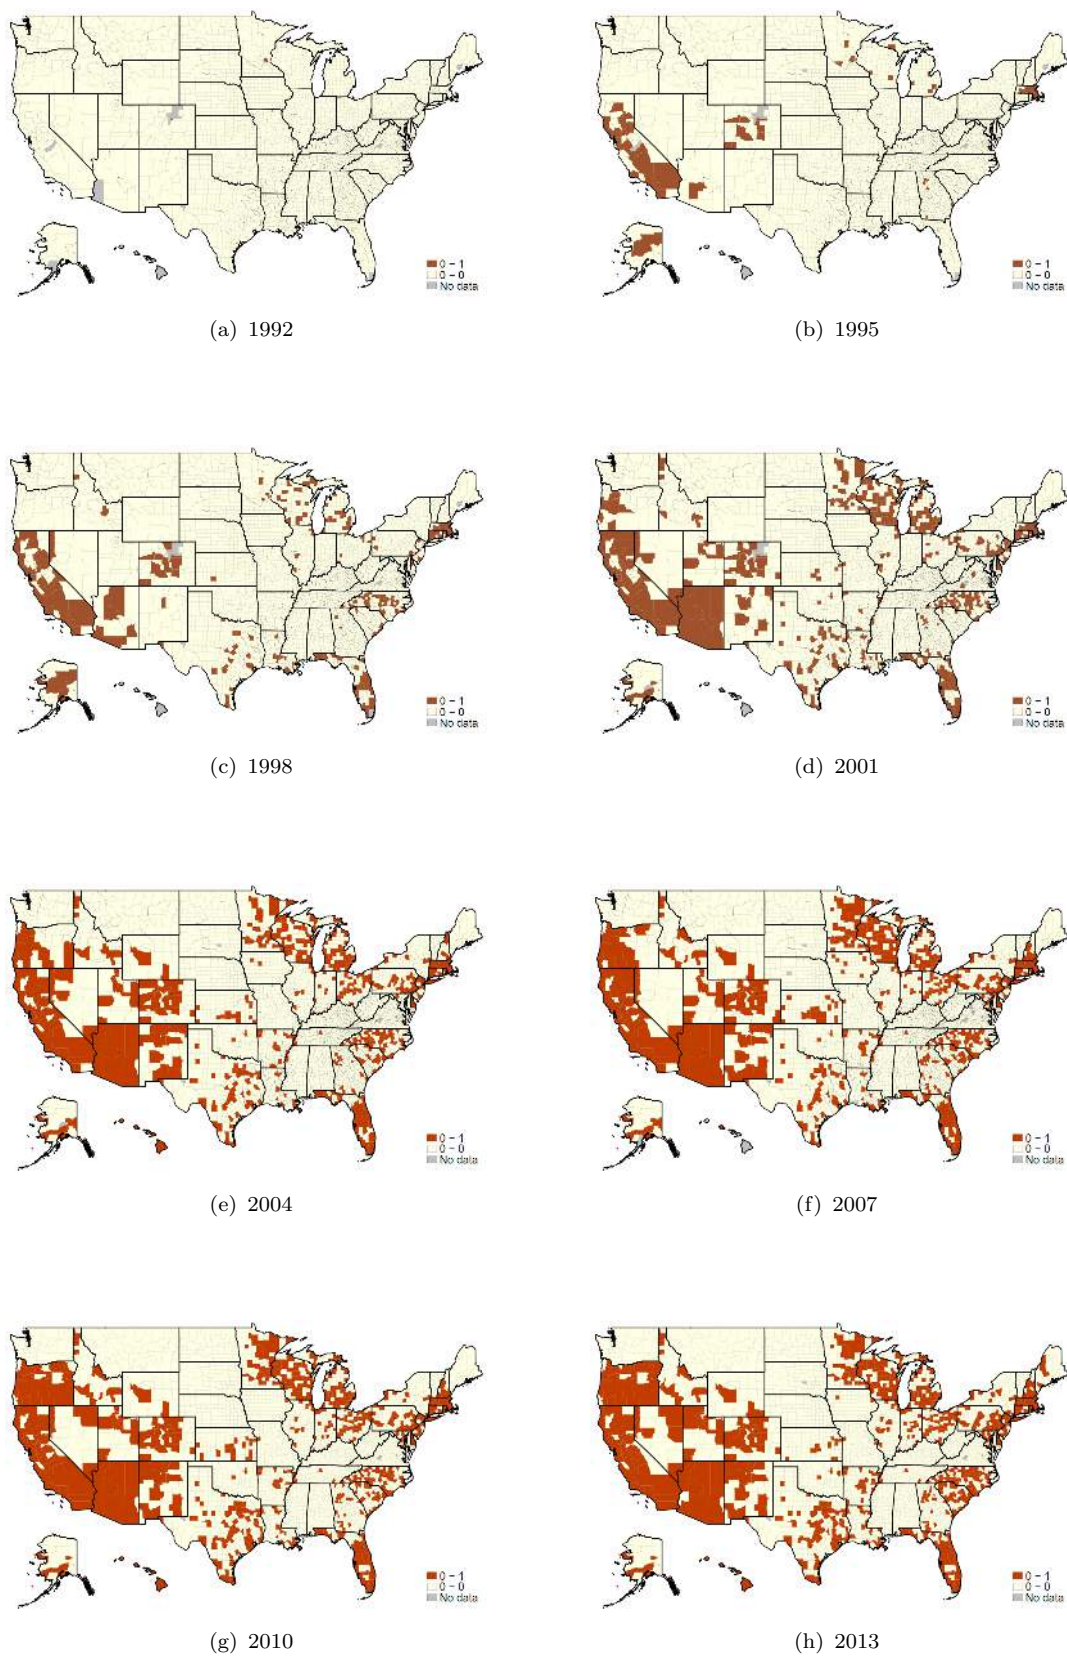 0 – 1
0 – 0
No data
0 – 1
0 – 0
No data
(a) 1992
(b) 1995
0 – 1
0 – 0
No data
0 – 1
0 – 0
No data
(c) 1998
(d) 2001
0 – 1
0 – 0
No data
0 – 1
0 – 0
No data
(e) 2004
(f) 2007
0 – 1
0 – 0
No data
0 – 1
0 – 0
No data
(g) 2010
(h) 2013